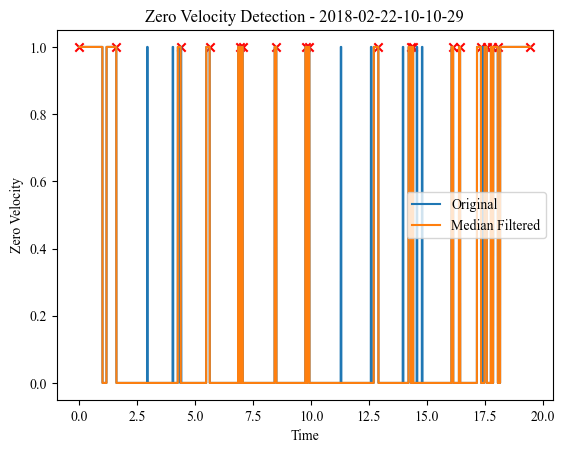 Zero Velocity Detection - 2018-02-22-10-10-29
1.0
0.8
0.6
0.4
0.2
0.0
Zero Velocity
Original
Median Filtered
0.0 2.5 5.0 7.5 10.0 12.5 15.0 17.5 20.0
Time